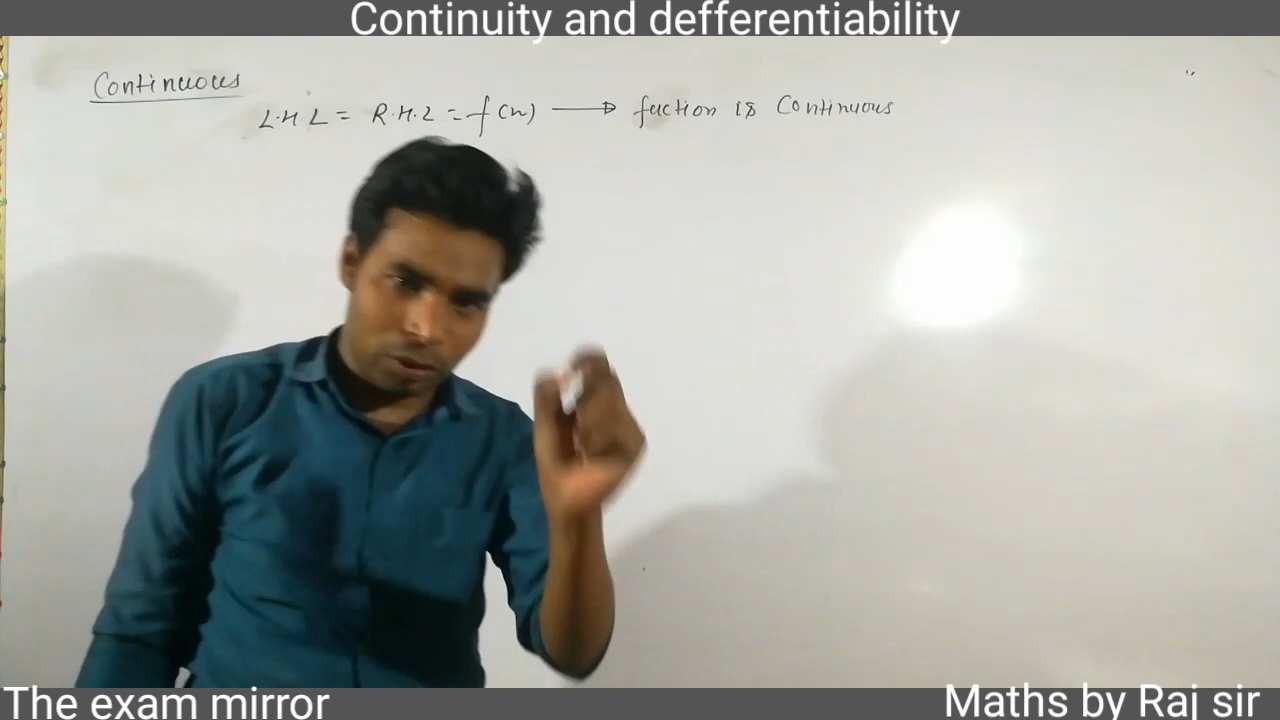 Continuity and defferentiability
Continuous
L.H L = R.H.L = f(x) → fuction is Continuous
The exam mirror
Maths by Raj sir